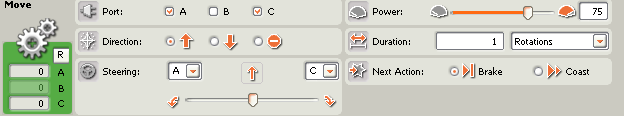 Move
Port: A B C
Power: 75
R
Direction:
Duration: 1 Rotations
0 A
0 B
0 C
Steering: A C
Next Action: Brake Coast